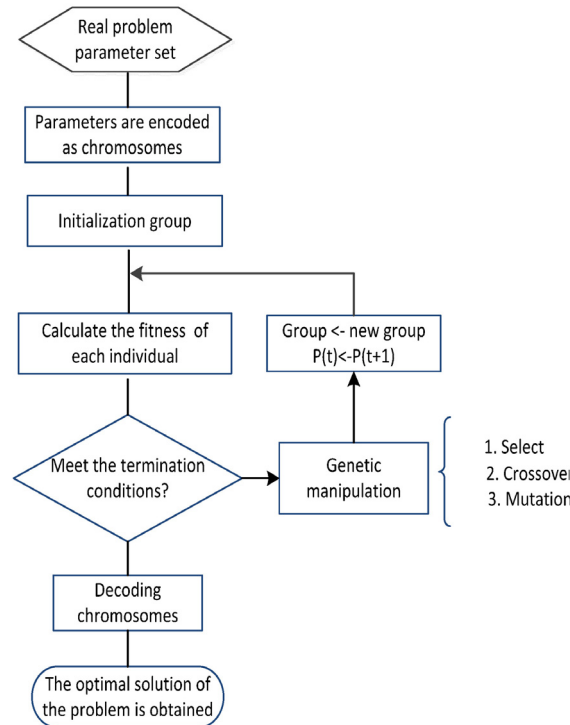 Real problem
parameter set
Parameters are encoded
as chromosomes
Initialization group
Calculate the fitness of
each individual
Group <- new group
P(t)<-P(t+1)
Meet the termination
conditions?
Genetic
manipulation
1. Select
2. Crossover
3. Mutation
Decoding
chromosomes
The optimal solution of
the problem is obtained